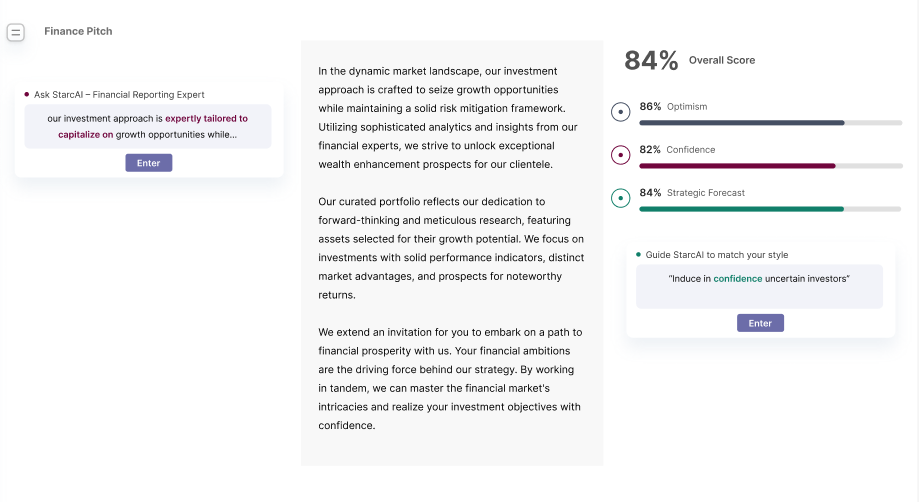 Finance Pitch
Ask StarcAI – Financial Reporting Expert
our investment approach is expertly tailored to
capitalize on growth opportunities while...
Enter
In the dynamic market landscape, our investment
approach is crafted to seize growth opportunities
while maintaining a solid risk mitigation framework.
Utilizing sophisticated analytics and insights from our
financial experts, we strive to unlock exceptional
wealth enhancement prospects for our clientele.
Our curated portfolio reflects our dedication to
forward-thinking and meticulous research, featuring
assets selected for their growth potential. We focus on
investments with solid performance indicators, distinct
market advantages, and prospects for noteworthy
returns.
We extend an invitation for you to embark on a path to
financial prosperity with us. Your financial ambitions
are the driving force behind our strategy. By working
in tandem, we can master the financial market's
intricacies and realize your investment objectives with
confidence.
84% Overall Score
86% Optimism
82% Confidence
84% Strategic Forecast
Guide StarcAI to match your style
“Induce in confidence uncertain investors”
Enter